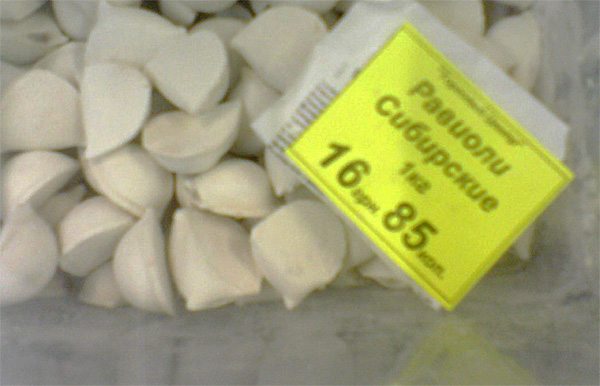 Равиоли
Сибирские
1кг
16 грн 85 коп.